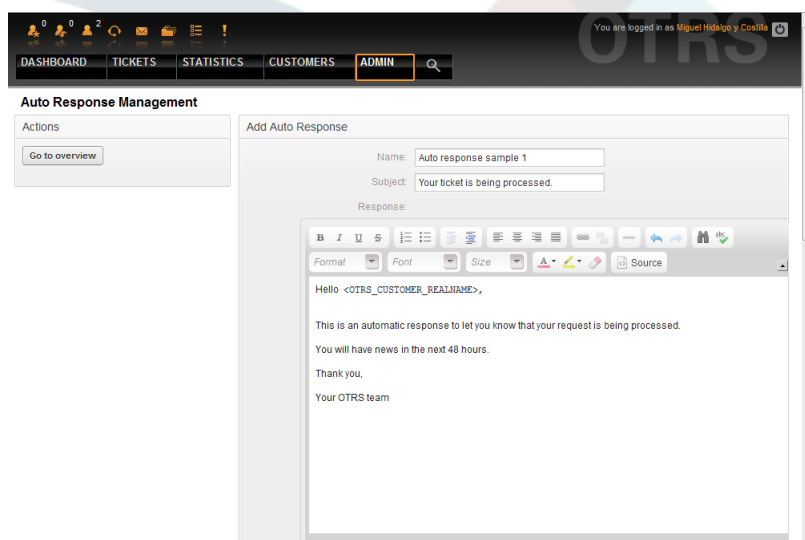 0 0 2
You are logged in as Miguel Hidalgo y Costilla
OTRS
DASHBOARD TICKETS STATISTICS CUSTOMERS ADMIN
Auto Response Management
Actions
Go to overview
Add Auto Response
Name: Auto response sample 1
Subject: Your ticket is being processed.
Response:
B I U S
Format Font Size A Source
Hello <OTRS_CUSTOMER_REALNAME>,
This is an automatic response to let you know that your request is being processed.
You will have news in the next 48 hours.
Thank you,
Your OTRS team